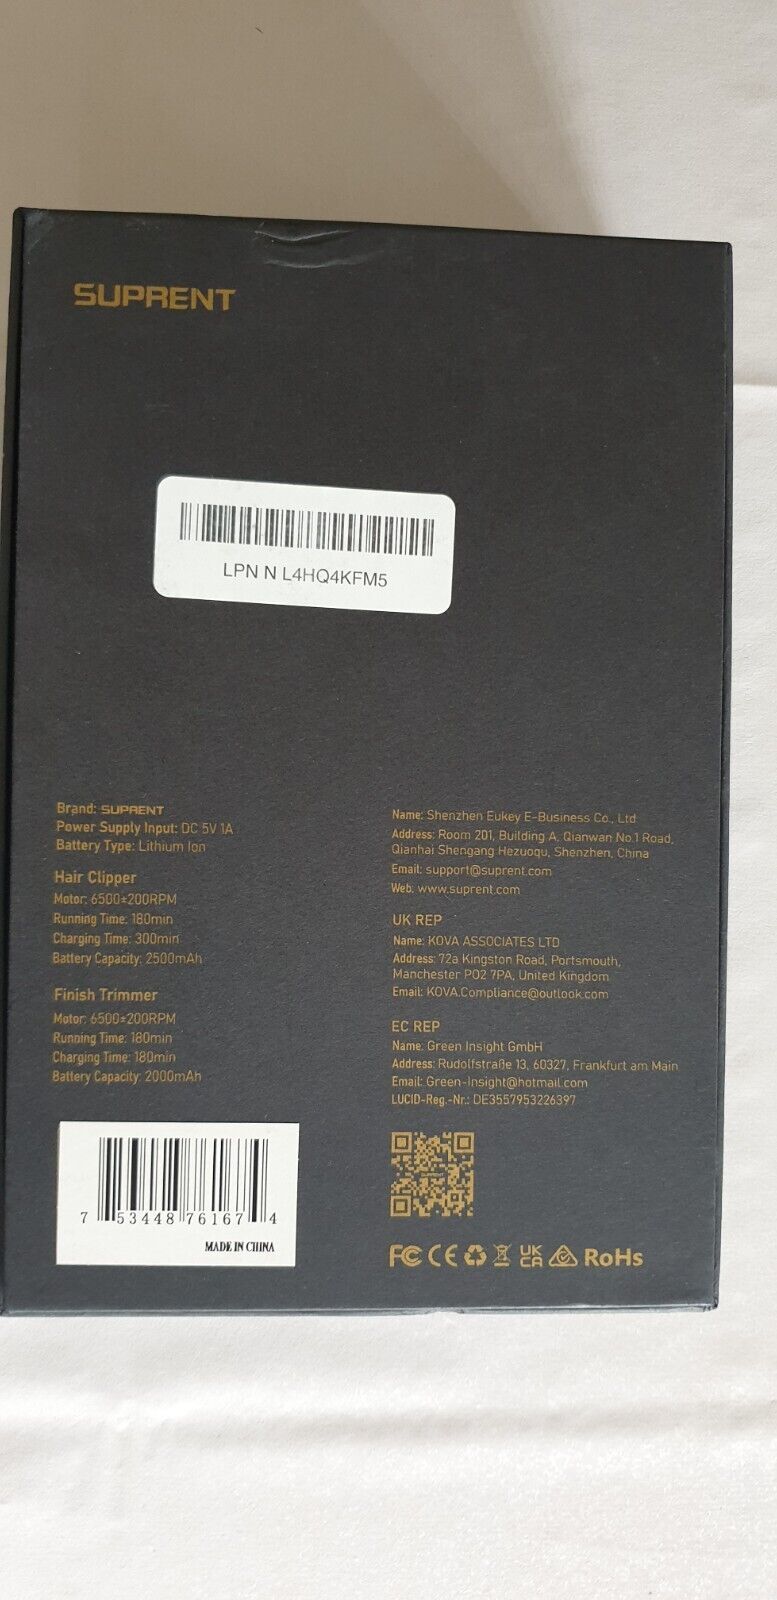 SUPRENT
LPN N L4HQ4KFM5
Brand: SUPRENT
Power Supply Input: DC 5V 1A
Battery Type: Lithium Ion
Hair Clipper
Motor: 6500±200RPM
Running Time: 180min
Charging Time: 300min
Battery Capacity: 2500mAh
Finish Trimmer
Motor: 6500±200RPM
Running Time: 180min
Charging Time: 180min
Battery Capacity: 2000mAh
7 53448 76167 4
MADE IN CHINA
Name: Shenzhen Eukey E-Business Co., Ltd
Address: Room 201, Building A, Qianwan No.1 Road,
Qianhai Shengang Hezuoqu, Shenzhen, China
Email: support@suprent.com
Web: www.suprent.com
UK REP
Name: KOVA ASSOCIATES LTD
Address: 72a Kingston Road, Portsmouth,
Manchester PO2 7PA, United Kingdom
Email: KOVA.Compliance@outlook.com
EC REP
Name: Green Insight GmbH
Address: Rudolfstraße 13, 60327, Frankfurt am Main
Email: Green-Insight@hotmail.com
LUCID-Reg.-Nr.: DE3557953226397
FC CE UK CA RoHs